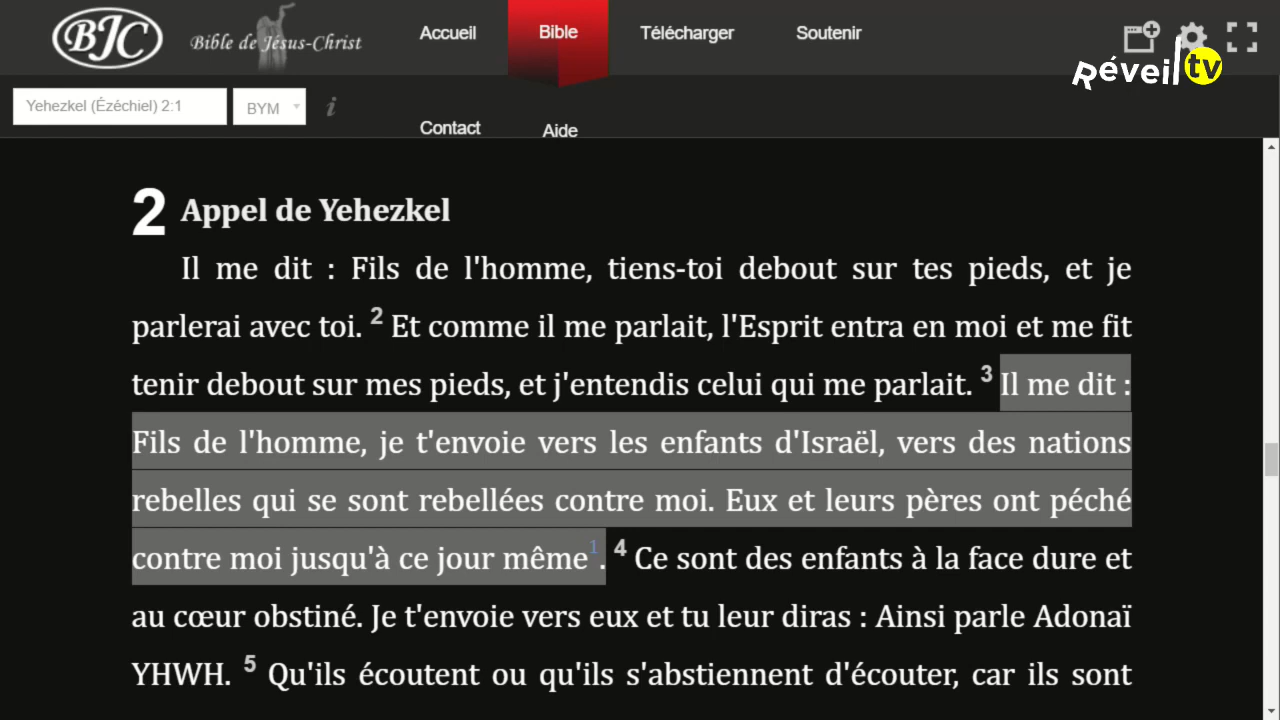 BJC Bible de Jésus-Christ Accueil Bible Télécharger Soutenir
Réveil tv
Yehezkel (Ézéchiel) 2:1 BYM i Contact Aide
2 Appel de Yehezkel
Il me dit : Fils de l'homme, tiens-toi debout sur tes pieds, et je
parlerai avec toi. 2 Et comme il me parlait, l'Esprit entra en moi et me fit
tenir debout sur mes pieds, et j'entendis celui qui me parlait. 3 Il me dit :
Fils de l'homme, je t'envoie vers les enfants d'Israël, vers des nations
rebelles qui se sont rebellées contre moi. Eux et leurs pères ont péché
contre moi jusqu'à ce jour même1. 4 Ce sont des enfants à la face dure et
au cœur obstiné. Je t'envoie vers eux et tu leur diras : Ainsi parle Adonaï
YHWH. 5 Qu'ils écoutent ou qu'ils s'abstiennent d'écouter, car ils sont